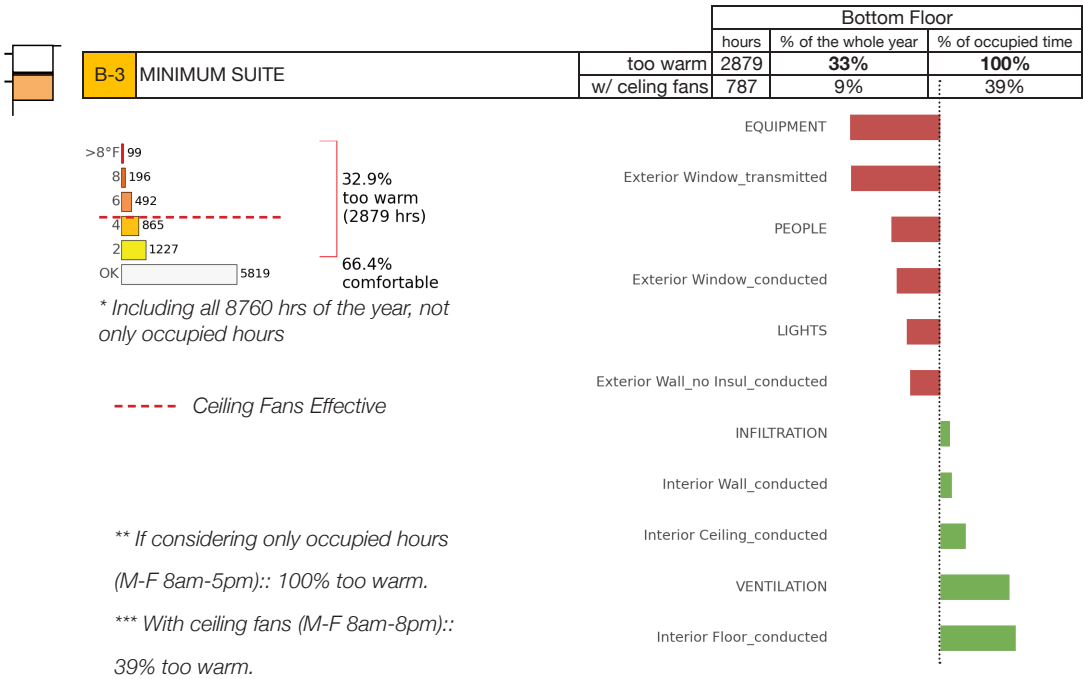 Bottom Floor
hours % of the whole year % of occupied time
B-3 MINIMUM SUITE too warm 2879 33% 100%
w/ celing fans 787 9% 39%
>8°F 99
8 196
6 492
4 865
2 1227
OK 5819
32.9%
too warm
(2879 hrs)
66.4%
comfortable
* Including all 8760 hrs of the year, not
only occupied hours
Ceiling Fans Effective
** If considering only occupied hours
(M-F 8am-5pm):: 100% too warm.
*** With ceiling fans (M-F 8am-8pm)::
39% too warm.
EQUIPMENT
Exterior Window_transmitted
PEOPLE
Exterior Window_conducted
LIGHTS
Exterior Wall_no Insul_conducted
INFILTRATION
Interior Wall_conducted
Interior Ceiling_conducted
VENTILATION
Interior Floor_conducted